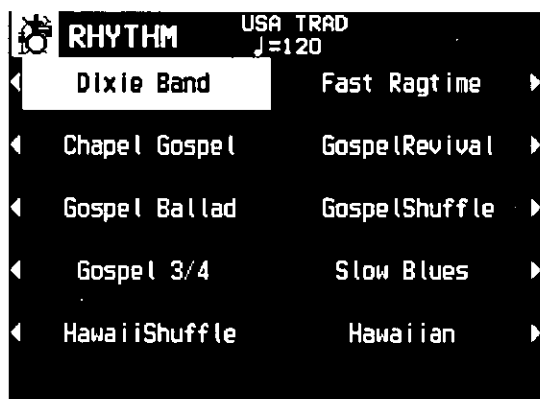 RHYTHM
USA TRAD
♩=120
Dixie Band Fast Ragtime
Chapel Gospel GospelRevival
Gospel Ballad GospelShuffle
Gospel 3/4 Slow Blues
HawaiiShuffle Hawaiian